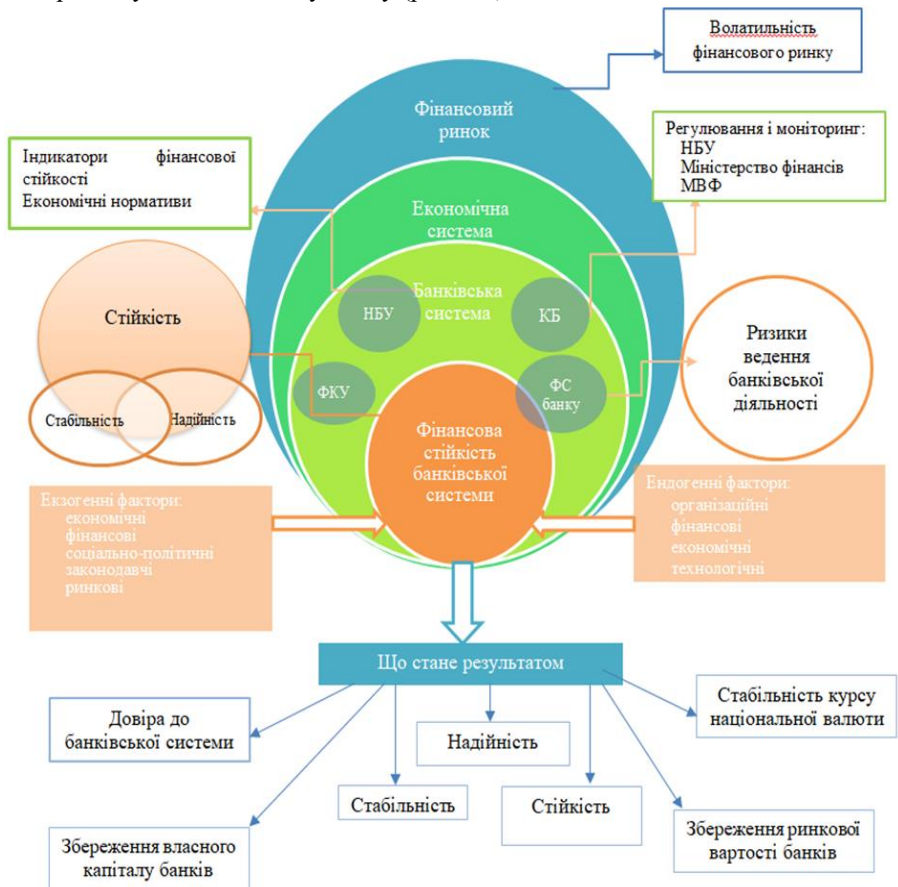 Волатильність
фінансового ринку
Фінансовий
ринок
Регулювання і моніторинг:
НБУ
Міністерство фінансів
МВФ
Індикатори фінансової
стійкості
Економічні нормативи
Економічна
система
Банківська
система
НБУ
КБ
Стійкість
Стабільність
Надійність
ФКУ
ФС
банку
Ризики
ведення
банківської
діяльності
Фінансова
стійкість
банківської
системи
Екзогенні фактори:
економічні
фінансові
соціально-політичні
законодавчі
ринкові
Ендогенні фактори:
організаційні
фінансові
економічні
технологічні
Що стане результатом
Довіра до
банківської системи
Надійність
Стабільність курсу
національної валюти
Стабільність
Стійкість
Збереження власного
капіталу банків
Збереження ринкової
вартості банків